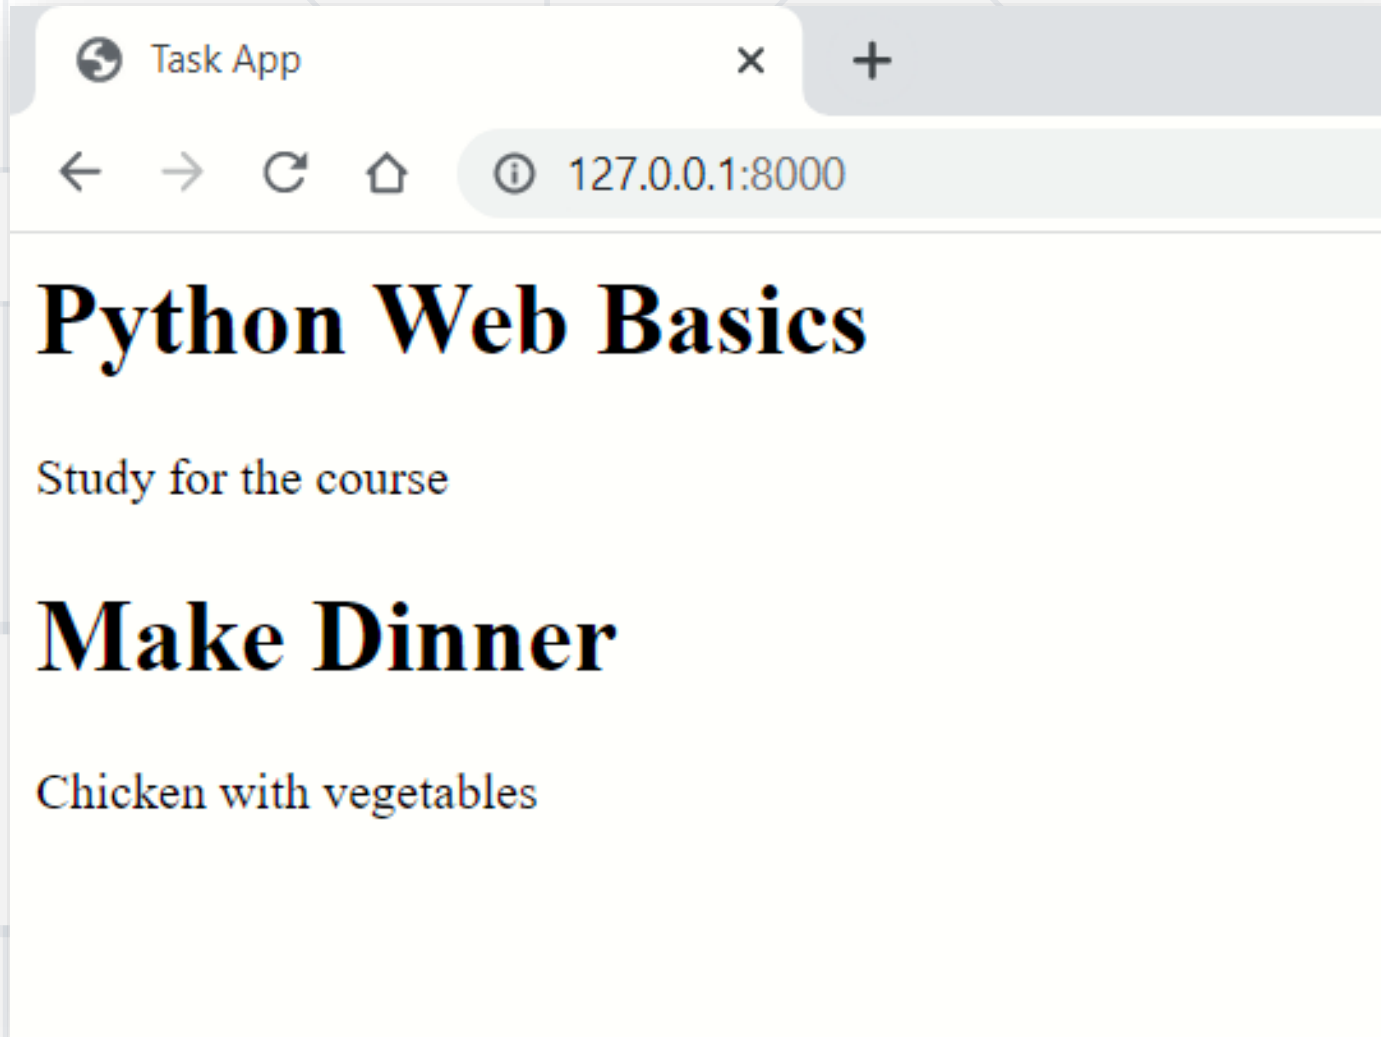 Task App
127.0.0.1:8000
Python Web Basics
Study for the course
Make Dinner
Chicken with vegetables